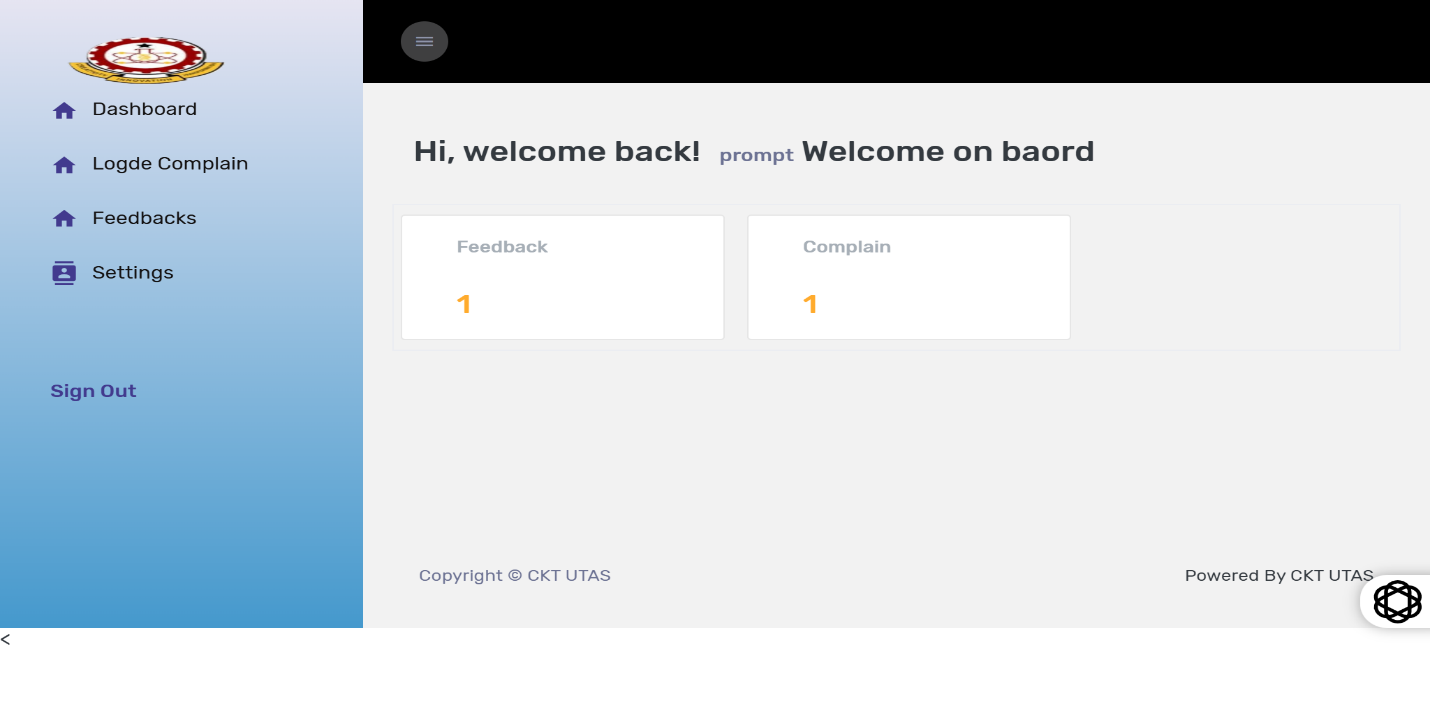 Dashboard
Logde Complain
Feedbacks
Settings
Sign Out
Hi, welcome back! prompt Welcome on baord
Feedback
1
Complain
1
Copyright © CKT UTAS
Powered By CKT UTAS
<